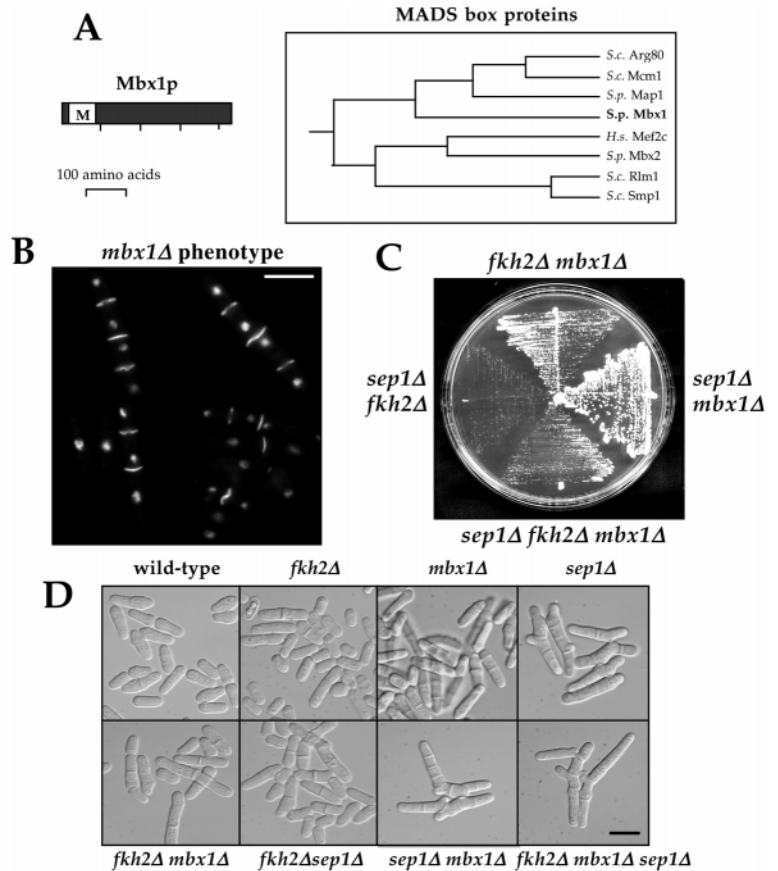 A
Mbx1p
M
100 amino acids
MADS box proteins
S.c. Arg80
S.c. Mcm1
S.p. Map1
S.p. Mbx1
H.s. Mef2c
S.p. Mbx2
S.c. Rlm1
S.c. Smp1
B
mbx1Δ phenotype
C
fkh2Δ mbx1Δ
sep1Δ
fkh2Δ
sep1Δ
mbx1Δ
sep1Δ fkh2Δ mbx1Δ
D
wild-type
fkh2Δ
mbx1Δ
sep1Δ
fkh2Δ mbx1Δ
fkh2Δsep1Δ
sep1Δ mbx1Δ
fkh2Δ mbx1Δ sep1Δ